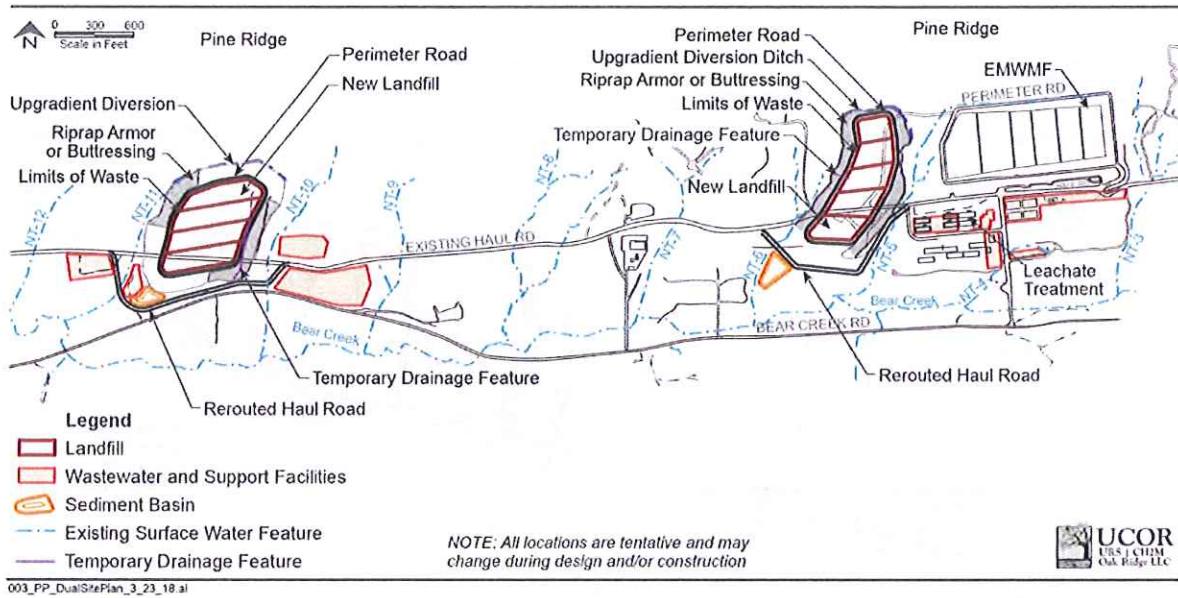 N
0 300 600
Scale in Feet
Pine Ridge
Perimeter Road
New Landfill
Upgradient Diversion
Riprap Armor
or Buttressing
Limits of Waste
NT-12
NT-11
NT-10
NT-9
NT-8
EXISTING HAUL RD
Bear Creek
Temporary Drainage Feature
Rerouted Haul Road
Pine Ridge
Perimeter Road
Upgradient Diversion Ditch
Riprap Armor or Buttressing
Limits of Waste
Temporary Drainage Feature
New Landfill
EMWMF
PERIMETER RD
NT-7
NT-6
NT-5
NT-4
NT-3
Leachate
Treatment
Bear Creek
BEAR CREEK RD
Rerouted Haul Road
Legend
Landfill
Wastewater and Support Facilities
Sediment Basin
Existing Surface Water Feature
Temporary Drainage Feature
NOTE: All locations are tentative and may
change during design and/or construction
UCOR
URS | CH2M
Oak Ridge LLC
003_PP_DualSitePlan_3_23_18.ai